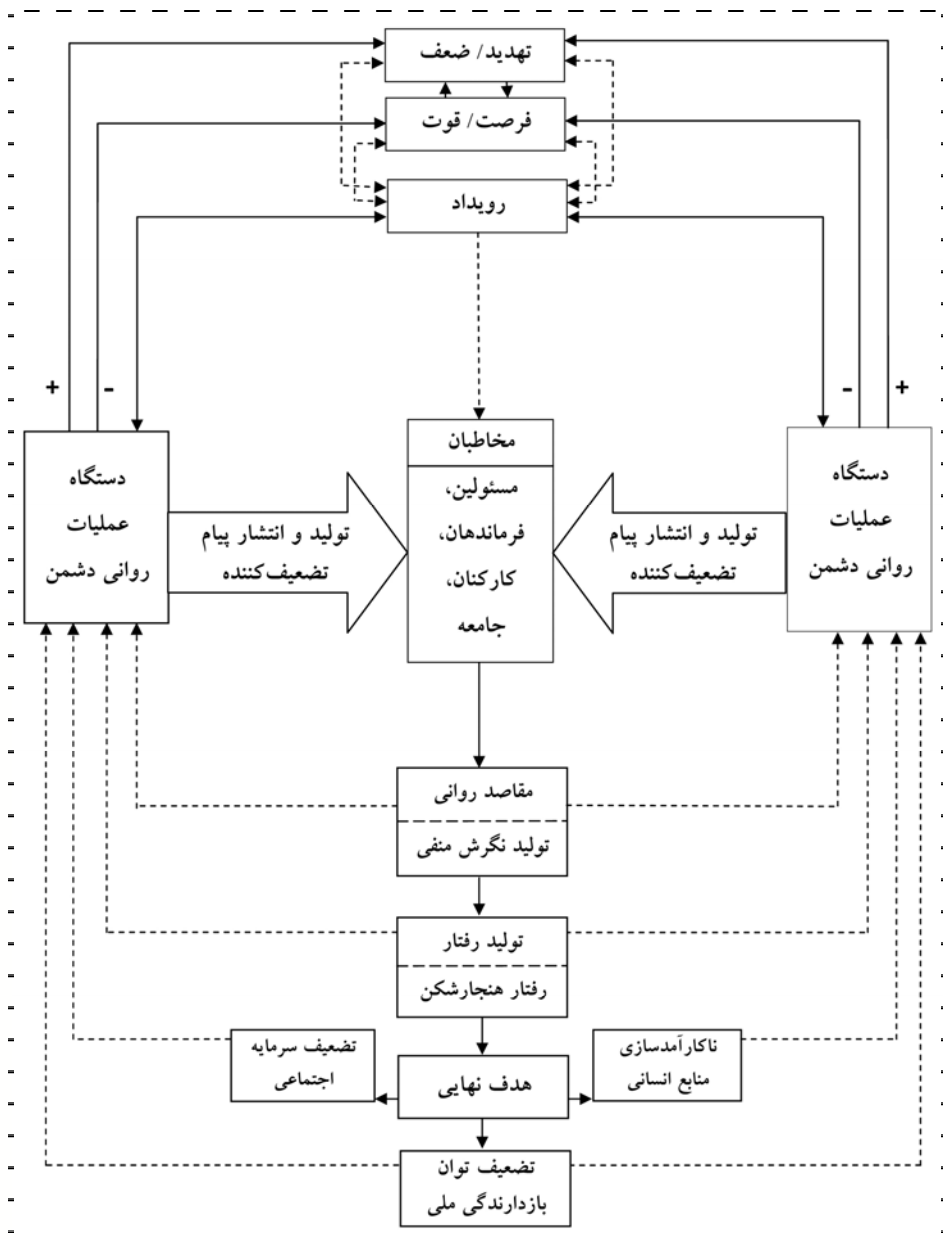 تهدید/ ضعف
فرصت/ قوت
رویداد
+
-
-
+
دستگاه
عملیات
روانی دشمن
تولید و انتشار پیام
تضعیف‌کننده
مخاطبان
مسئولین،
فرماندهان،
کارکنان،
جامعه
تولید و انتشار پیام
تضعیف‌کننده
دستگاه
عملیات
روانی دشمن
مقاصد روانی
تولید نگرش منفی
تولید رفتار
رفتار هنجارشکن
ناکارآمدسازی
منابع انسانی
هدف نهایی
تضعیف سرمایه
اجتماعی
تضعیف توان
بازدارندگی ملی